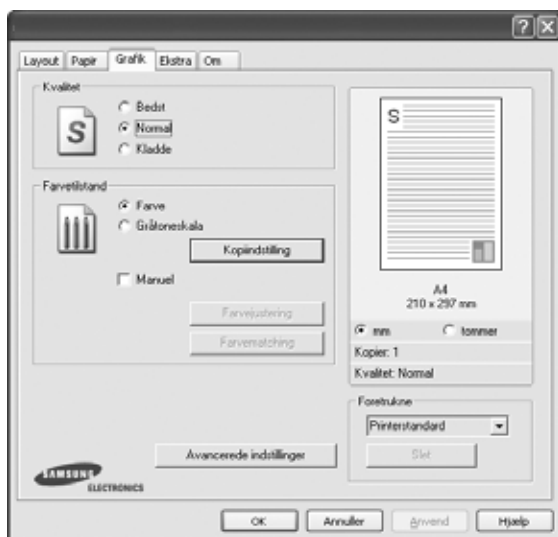 Layout Papir Grafik Ekstra Om
Kvalitet
S
Bedst
Normal
Kladde
Farvetilstand
Farve
Gråtoneskala
Kopiindstilling
Manuel
Farvejustering
Farvematching
S
A4
210 x 297 mm
mm tommer
Kopier: 1
Kvalitet: Normal
Foretrukne
Printerstandard
Slet
Avancerede indstillinger
SAMSUNG
ELECTRONICS
OK Annuller Anvend Hjælp